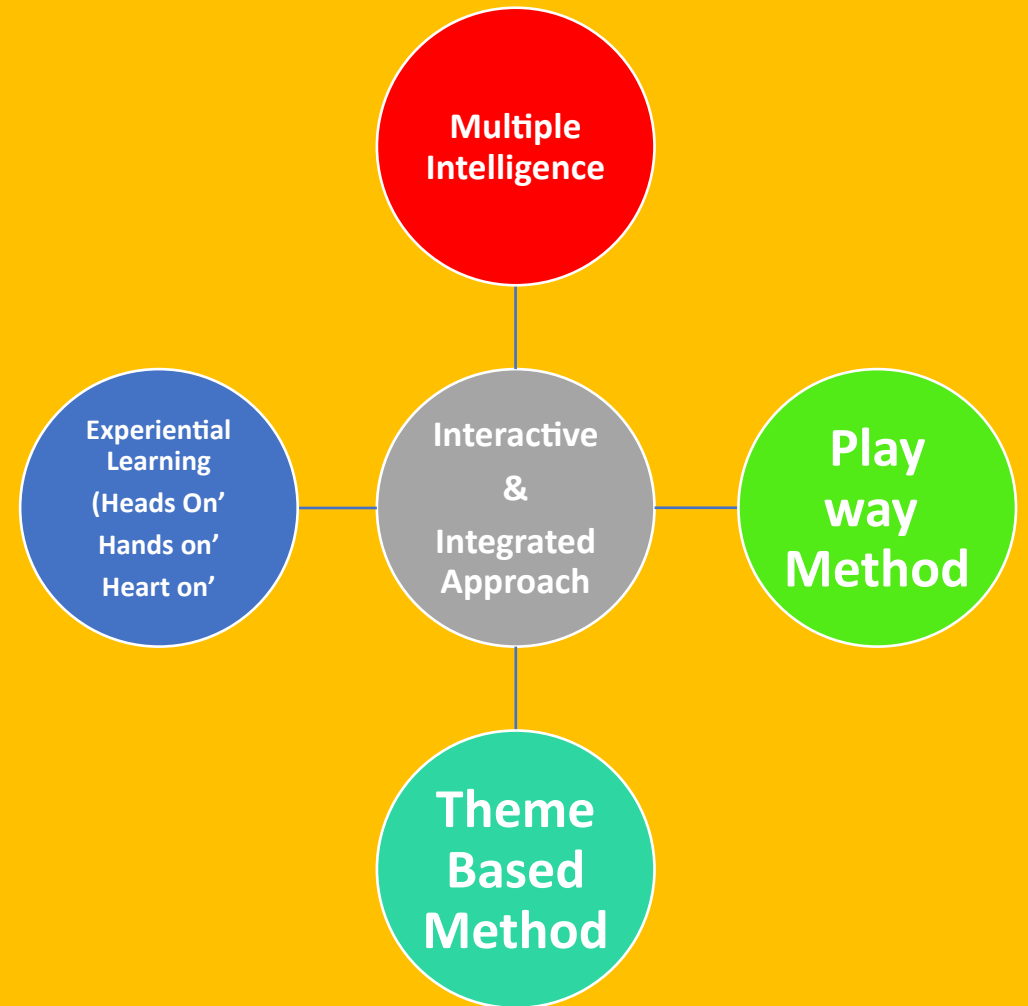 Multiple
Intelligence
Experiential
Learning
(Heads On’
Hands on’
Heart on’
Interactive
&
Integrated
Approach
Play
way
Method
Theme
Based
Method